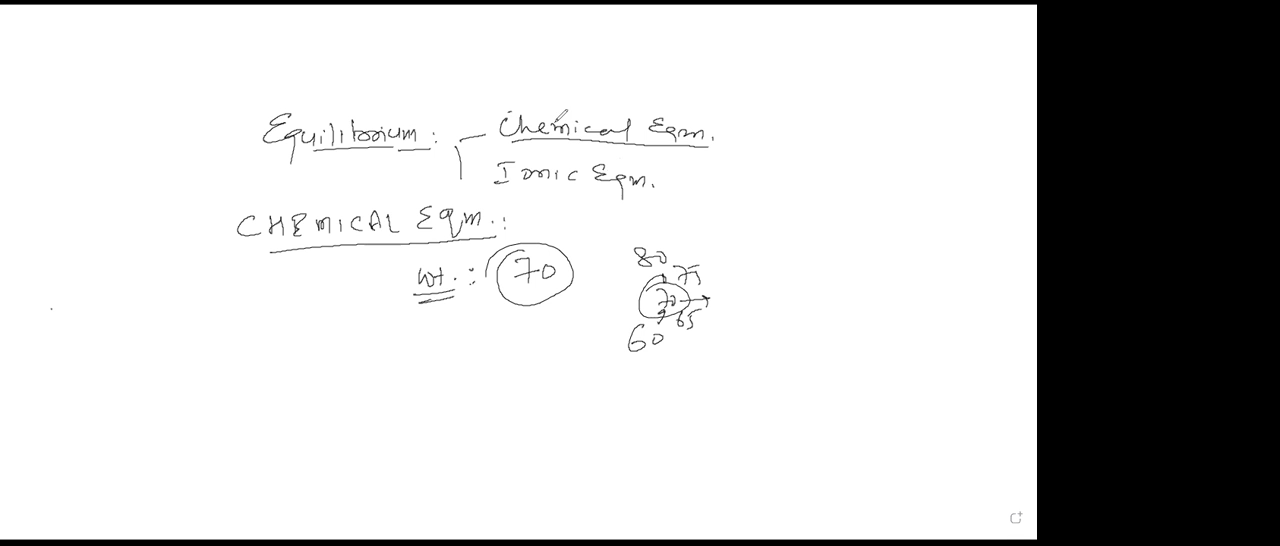 Equilibrium : Chemical Eqm.
Ionic Eqm.
CHEMICAL Eqm. :
wt. : 70
80
75
70
65
60